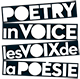 POETRY
in VOICE
les VOIX de
la POÉSIE